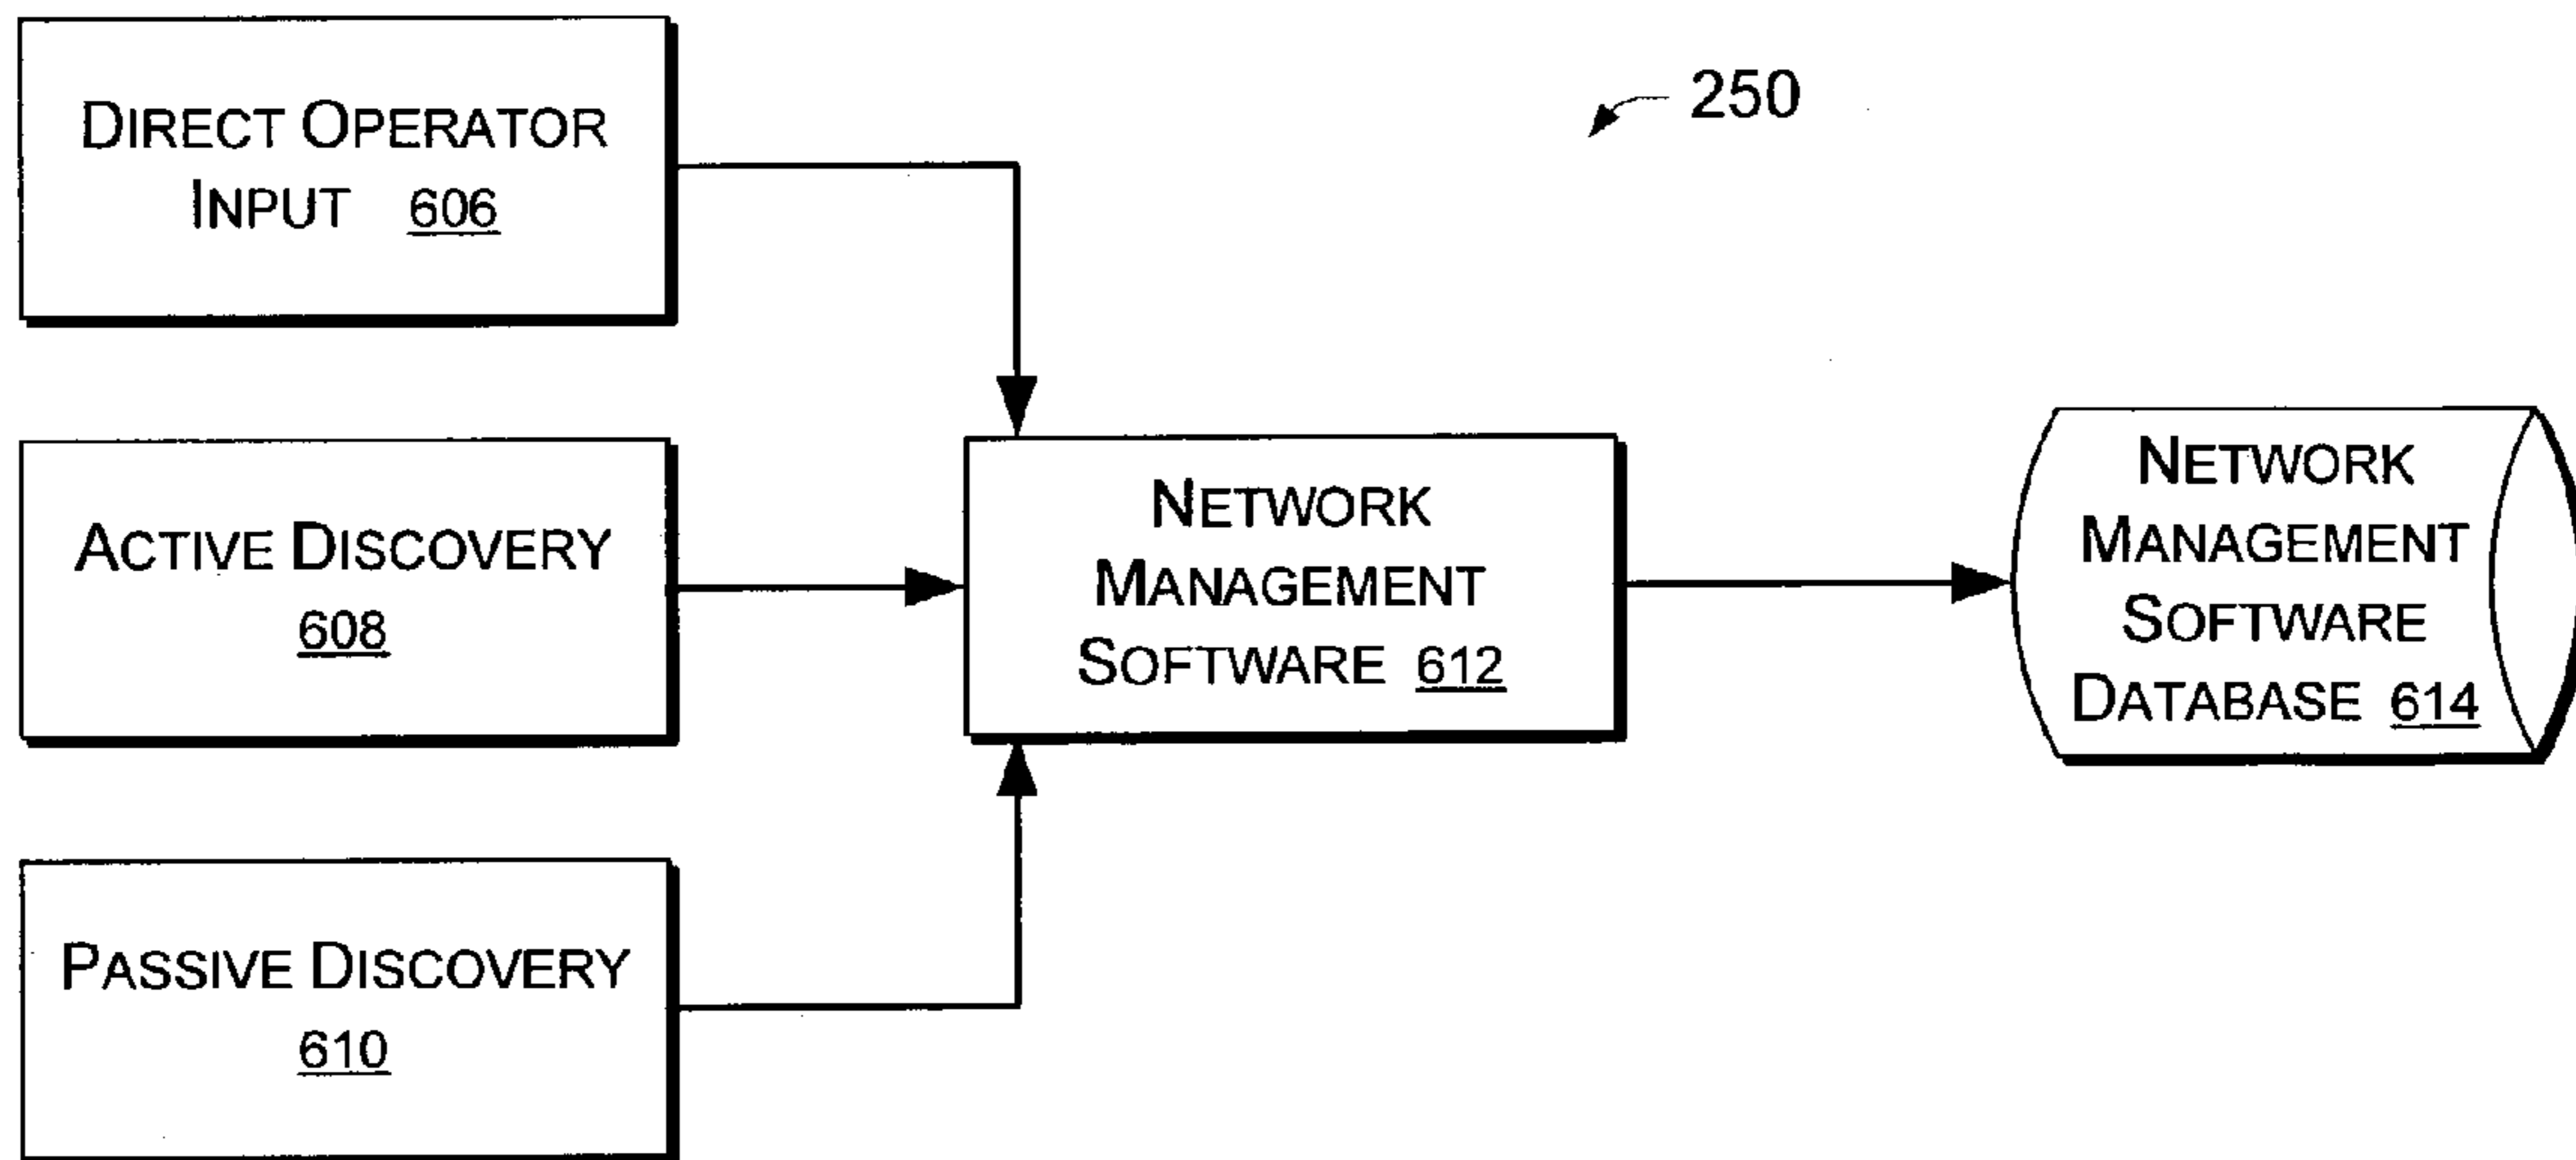 DIRECT OPERATOR
INPUT 606
250
ACTIVE DISCOVERY
608
NETWORK
MANAGEMENT
SOFTWARE 612
NETWORK
MANAGEMENT
SOFTWARE
DATABASE 614
PASSIVE DISCOVERY
610